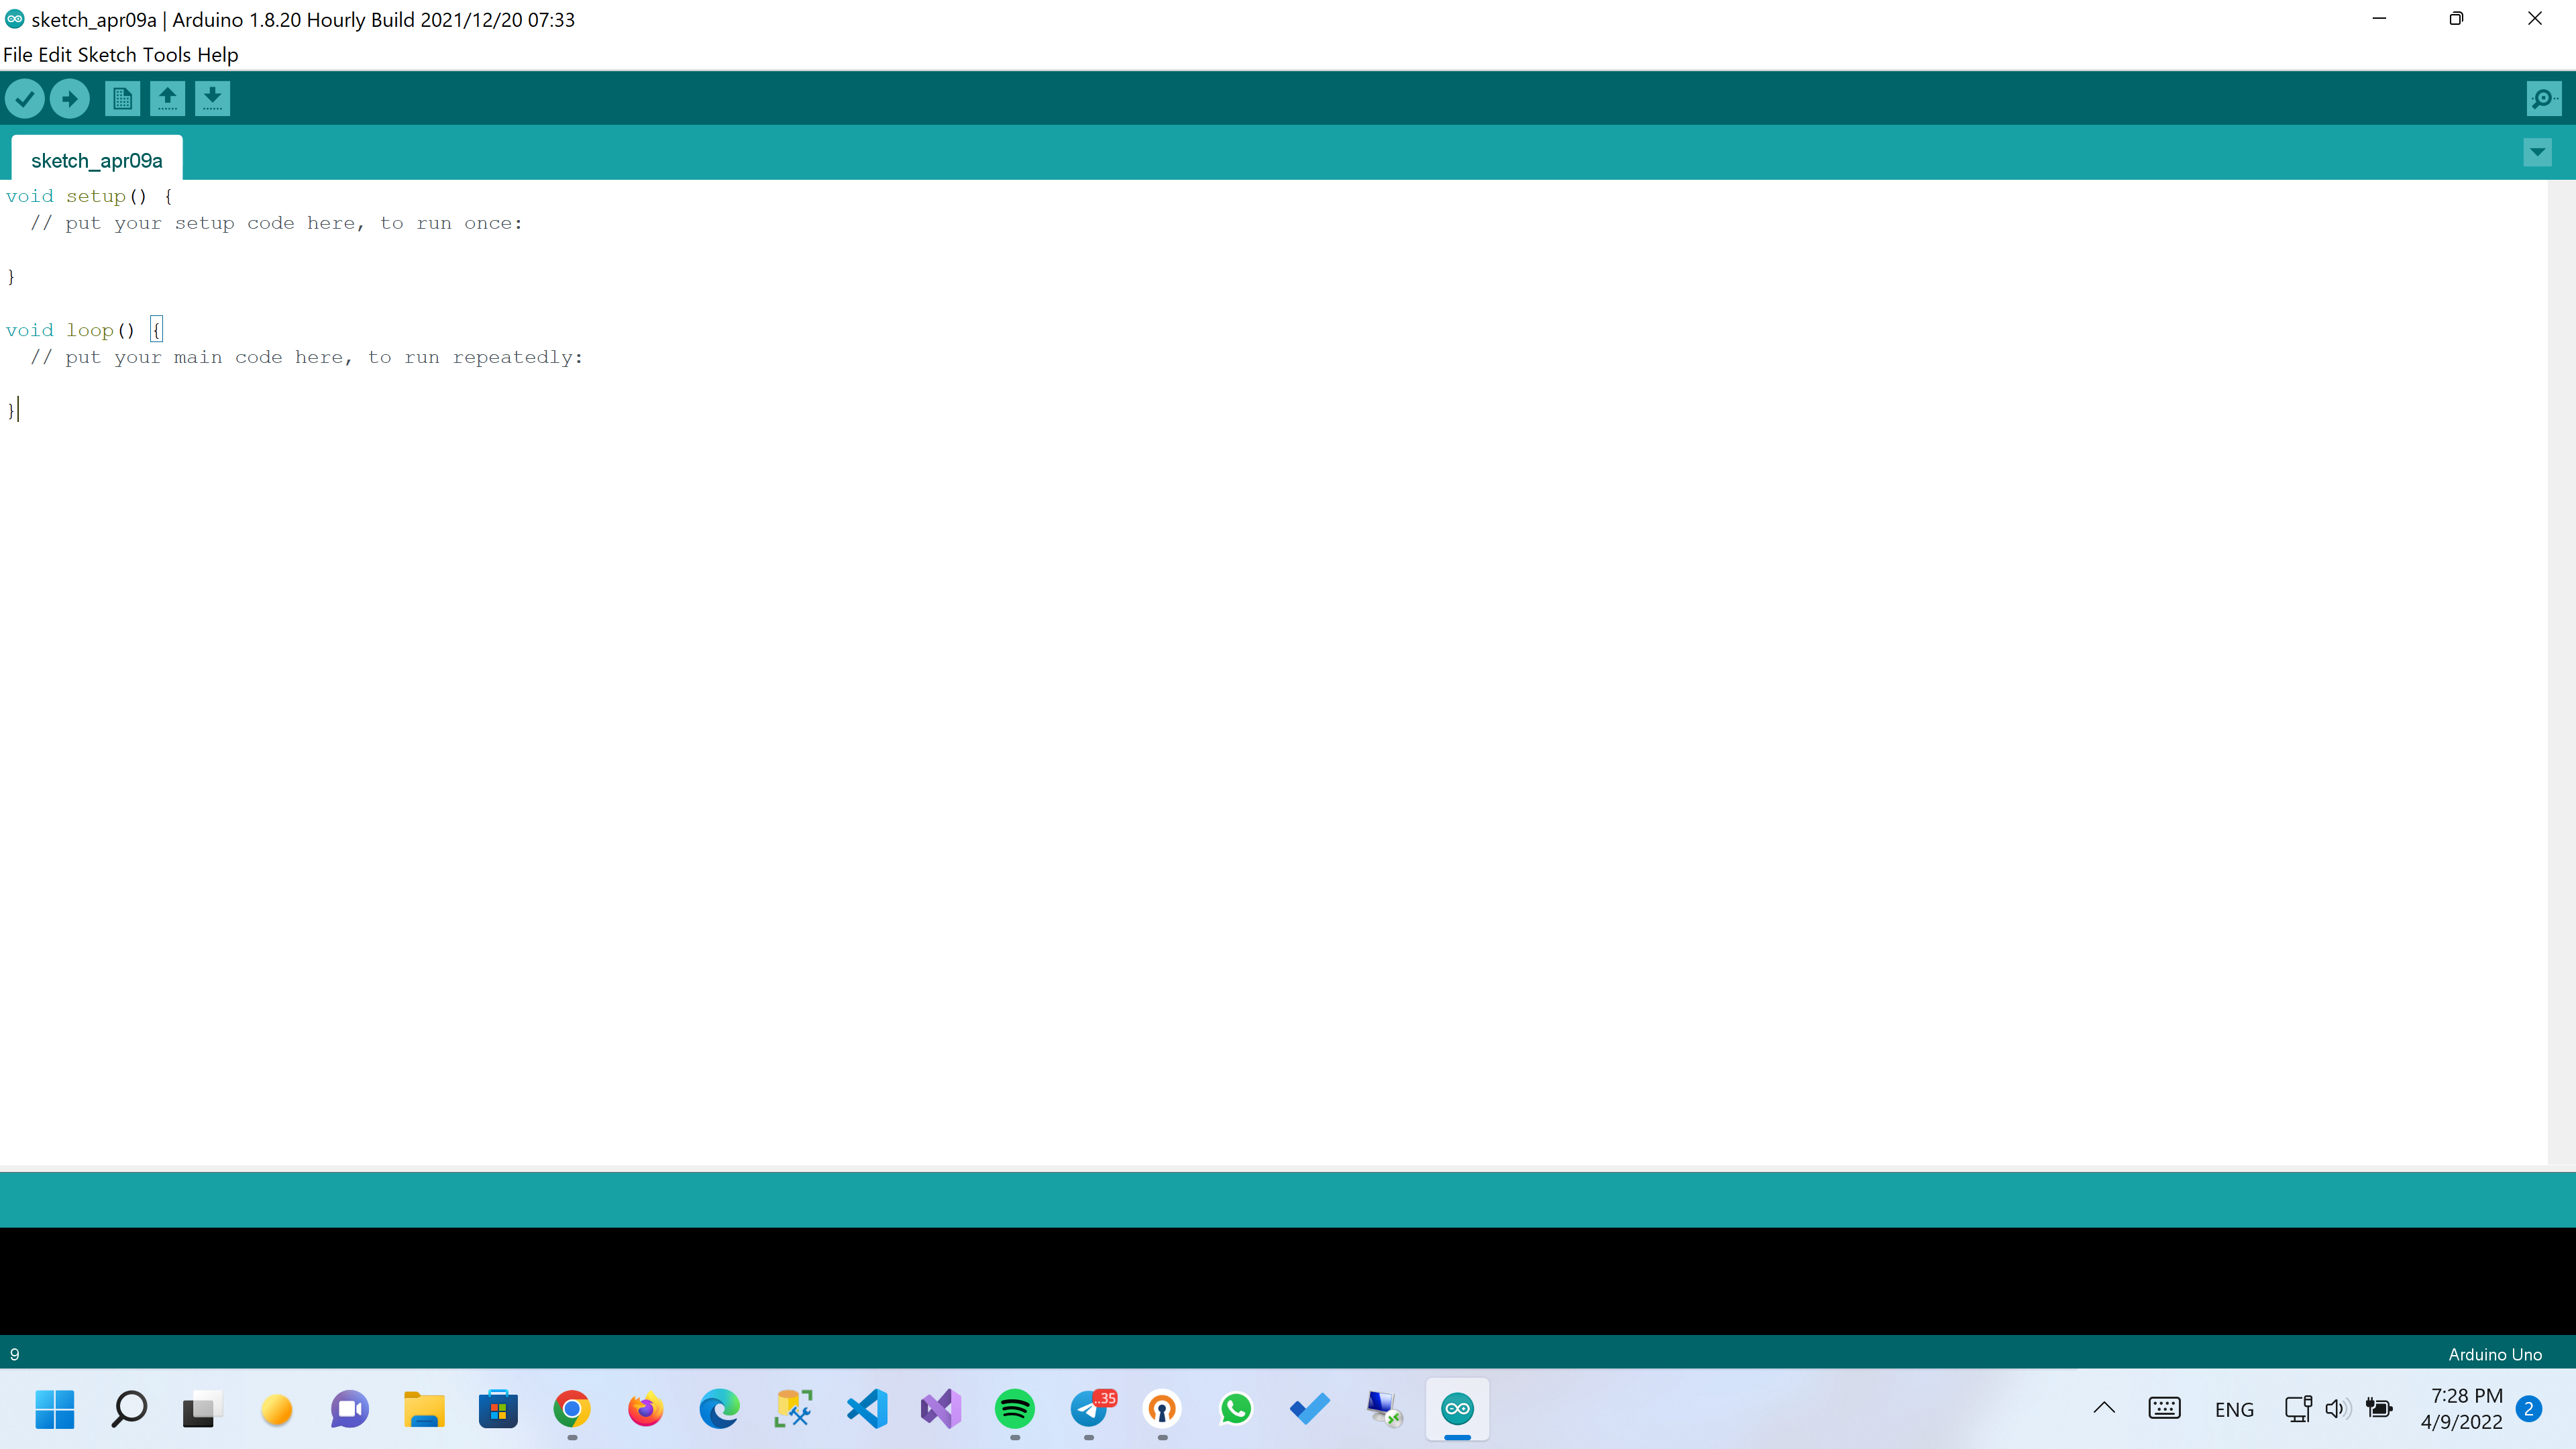 sketch_apr09a | Arduino 1.8.20 Hourly Build 2021/12/20 07:33
File Edit Sketch Tools Help
sketch_apr09a
void setup() {
  // put your setup code here, to run once:
}
void loop() {
  // put your main code here, to run repeatedly:
}
9
Arduino Uno
..35
ENG
7:28 PM
4/9/2022
2